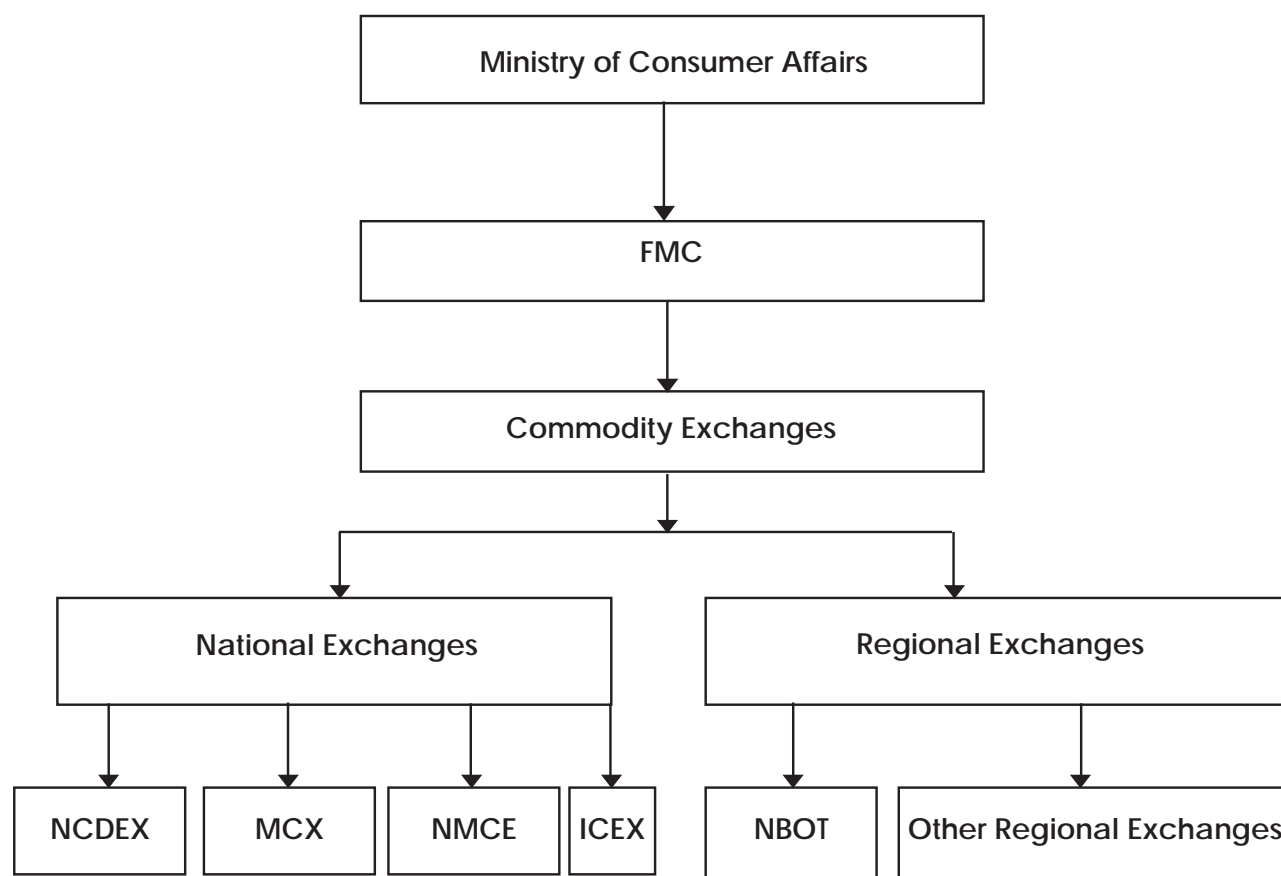 Ministry of Consumer Affairs
FMC
Commodity Exchanges
National Exchanges
Regional Exchanges
NCDEX
MCX
NMCE
ICEX
NBOT
Other Regional Exchanges